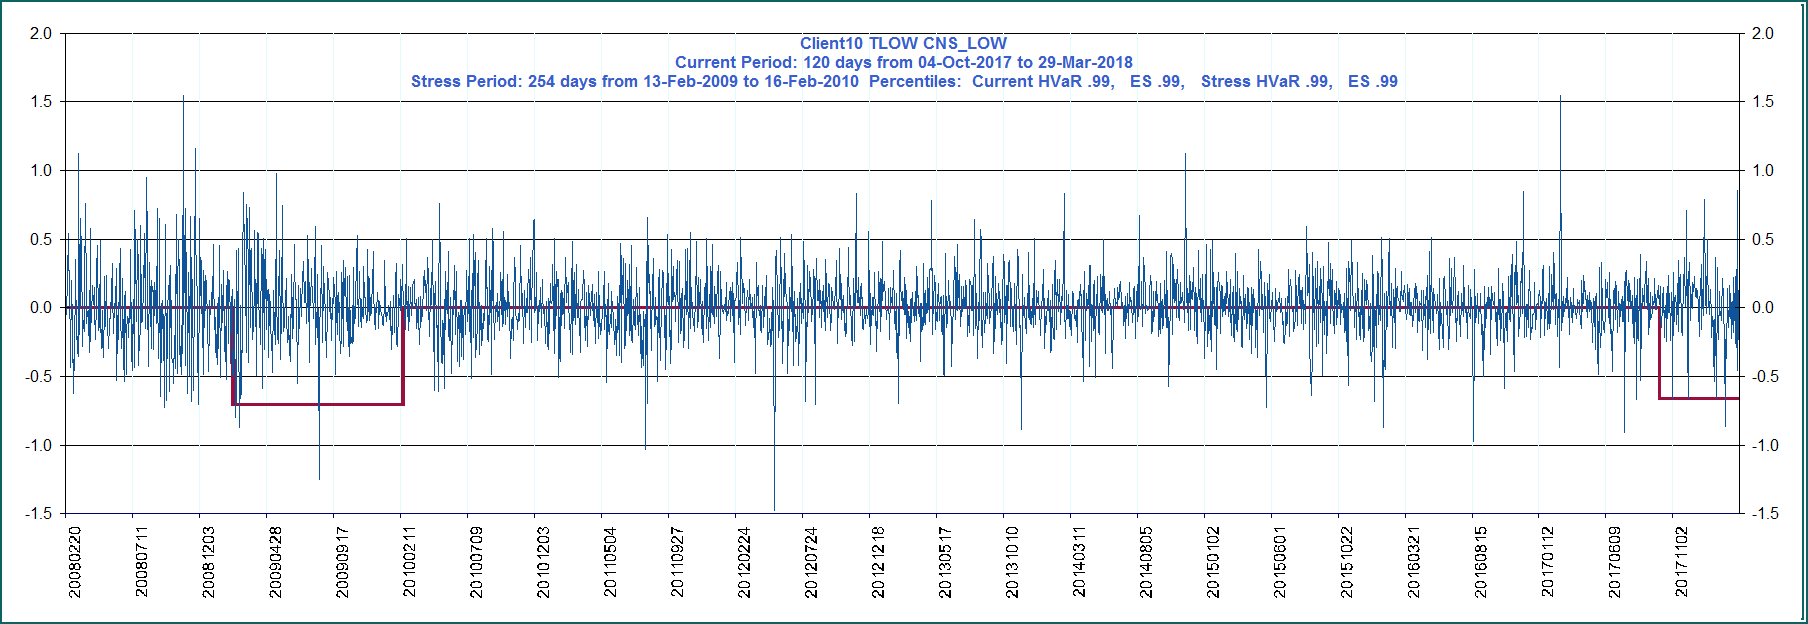 Client10 TLOW CNS_LOW
Current Period: 120 days from 04-Oct-2017 to 29-Mar-2018
Stress Period: 254 days from 13-Feb-2009 to 16-Feb-2010  Percentiles:  Current HVaR .99,   ES .99,   Stress HVaR .99,   ES .99
2.0 2.0
1.5 1.5
1.0 1.0
0.5 0.5
0.0 0.0
-0.5 -0.5
-1.0 -1.0
-1.5 -1.5
20080220 20080711 20081203 20090428 20090917 20100211 20100709 20101203 20110504 20110927 20120224 20120724 20121218 20130517 20131010 20140311 20140805 20150102 20150601 20151022 20160321 20160815 20170112 20170609 20171102